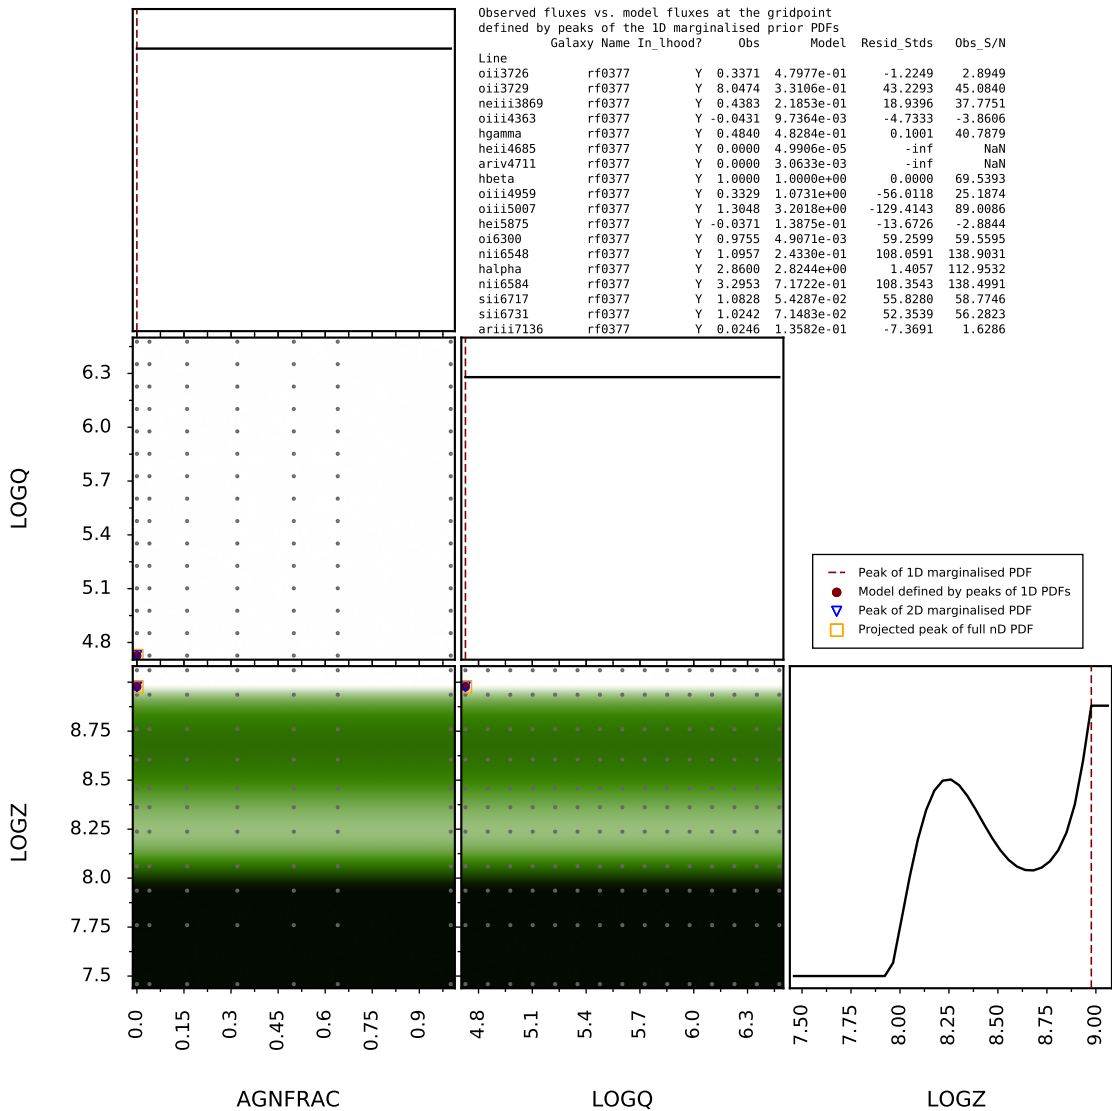 Observed fluxes vs. model fluxes at the gridpoint
defined by peaks of the 1D marginalised prior PDFs
Galaxy Name In_lhood? Obs Model Resid_Stds Obs_S/N
Line
oii3726 rf0377 Y 0.3371 4.7977e-01 -1.2249 2.8949
oii3729 rf0377 Y 8.0474 3.3106e-01 43.2293 45.0840
neiii3869 rf0377 Y 0.4383 2.1853e-01 18.9396 37.7751
oiii4363 rf0377 Y -0.0431 9.7364e-03 -4.7333 -3.8606
hgamma rf0377 Y 0.4840 4.8284e-01 0.1001 40.7879
heii4685 rf0377 Y 0.0000 4.9906e-05 -inf NaN
ariv4711 rf0377 Y 0.0000 3.0633e-03 -inf NaN
hbeta rf0377 Y 1.0000 1.0000e+00 0.0000 69.5393
oiii4959 rf0377 Y 0.3329 1.0731e+00 -56.0118 25.1874
oiii5007 rf0377 Y 1.3048 3.2018e+00 -129.4143 89.0086
hei5875 rf0377 Y -0.0371 1.3875e-01 -13.6726 -2.8844
oi6300 rf0377 Y 0.9755 4.9071e-03 59.2599 59.5595
nii6548 rf0377 Y 1.0957 2.4330e-01 108.0591 138.9031
halpha rf0377 Y 2.8600 2.8244e+00 1.4057 112.9532
nii6584 rf0377 Y 3.2953 7.1722e-01 108.3543 138.4991
sii6717 rf0377 Y 1.0828 5.4287e-02 55.8280 58.7746
sii6731 rf0377 Y 1.0242 7.1483e-02 52.3539 56.2823
ariii7136 rf0377 Y 0.0246 1.3582e-01 -7.3691 1.6286
6.3
6.0
5.7
5.4
5.1
4.8
LOGQ
Peak of 1D marginalised PDF
Model defined by peaks of 1D PDFs
Peak of 2D marginalised PDF
Projected peak of full nD PDF
8.75
8.5
8.25
8.0
7.75
7.5
LOGZ
0.0 0.15 0.3 0.45 0.6 0.75 0.9
4.8 5.1 5.4 5.7 6.0 6.3
7.50 7.75 8.00 8.25 8.50 8.75 9.00
AGNFRAC LOGQ LOGZ